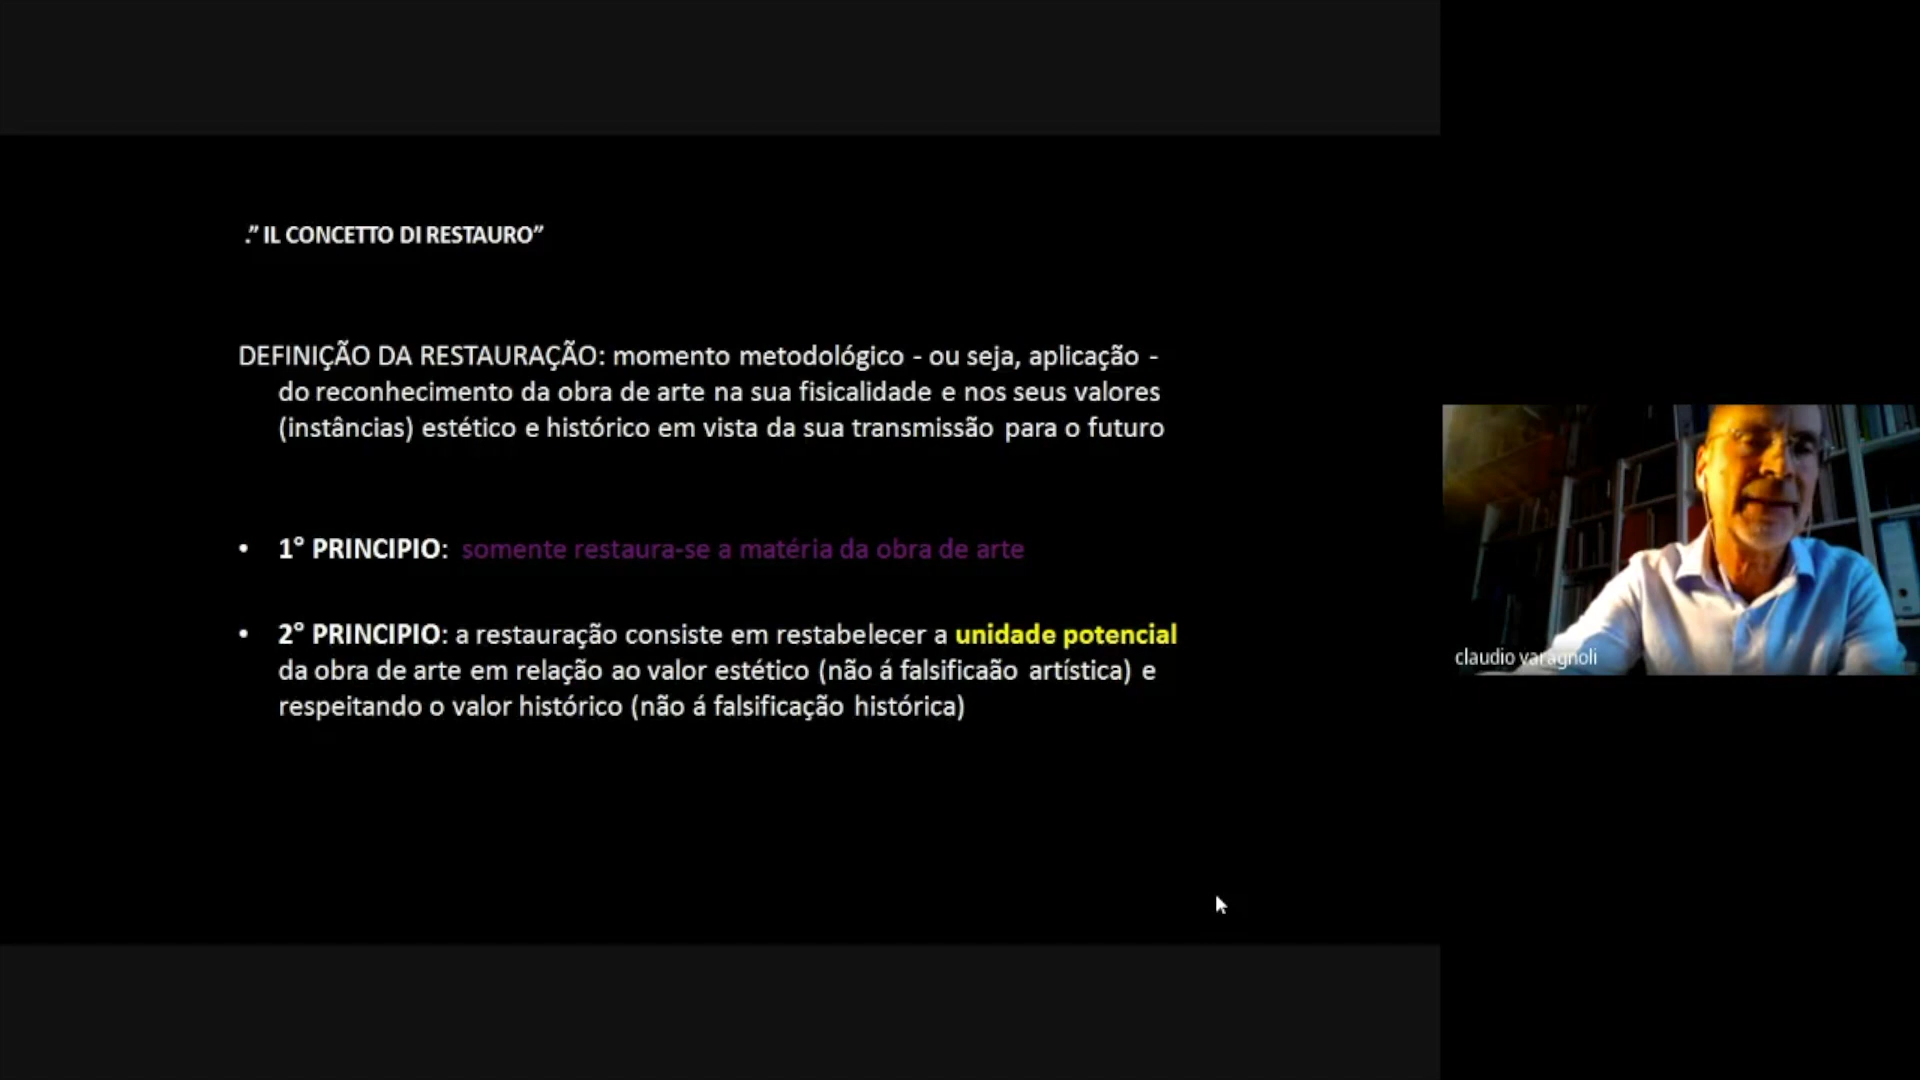 .” IL CONCETTO DI RESTAURO”
DEFINIÇÃO DA RESTAURAÇÃO: momento metodológico - ou seja, aplicação -
do reconhecimento da obra de arte na sua fisicalidade e nos seus valores
(instâncias) estético e histórico em vista da sua transmissão para o futuro
• 1° PRINCIPIO: somente restaura-se a matéria da obra de arte
• 2° PRINCIPIO: a restauração consiste em restabelecer a unidade potencial
da obra de arte em relação ao valor estético (não á falsificaão artística) e
respeitando o valor histórico (não á falsificação histórica)
claudio varagnoli